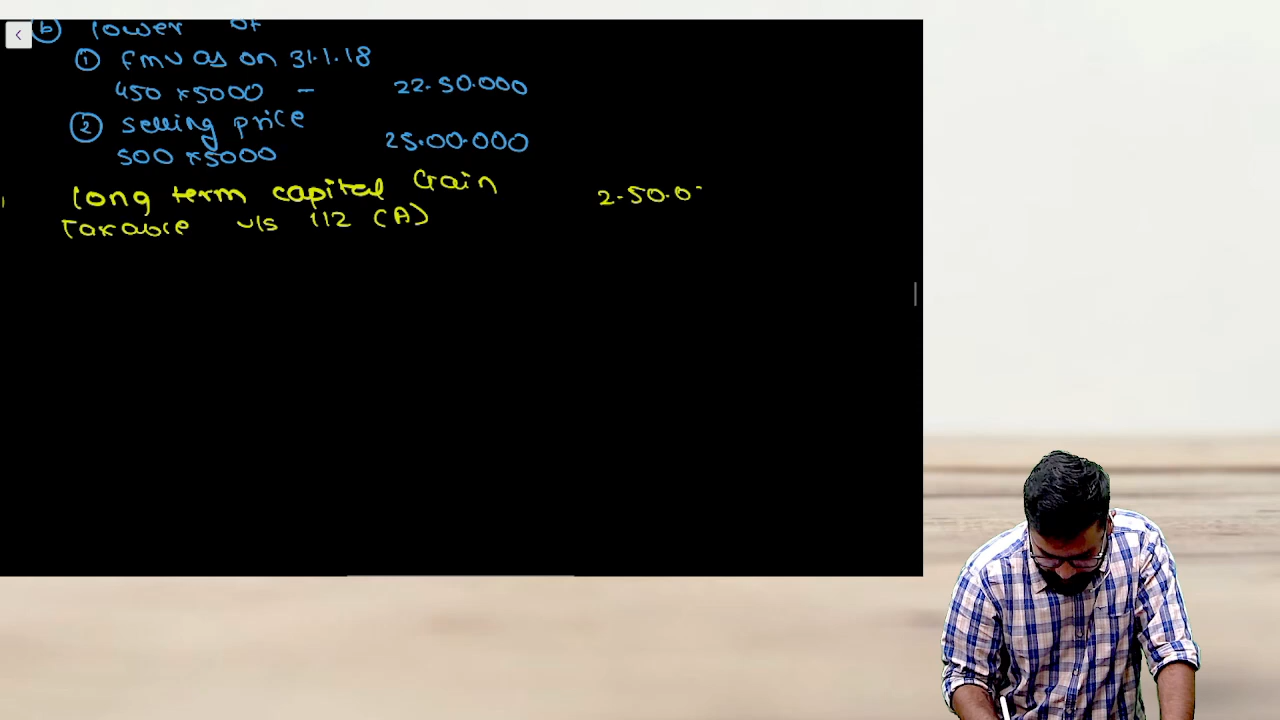 (b) lower of
(1) fmv as on 31.1.18
450 x 5000 - 22.50.000
(2) selling price
500 x 5000 25.00.000
long term capital Gain 2.50.0
Taxable u/s 112 (A)